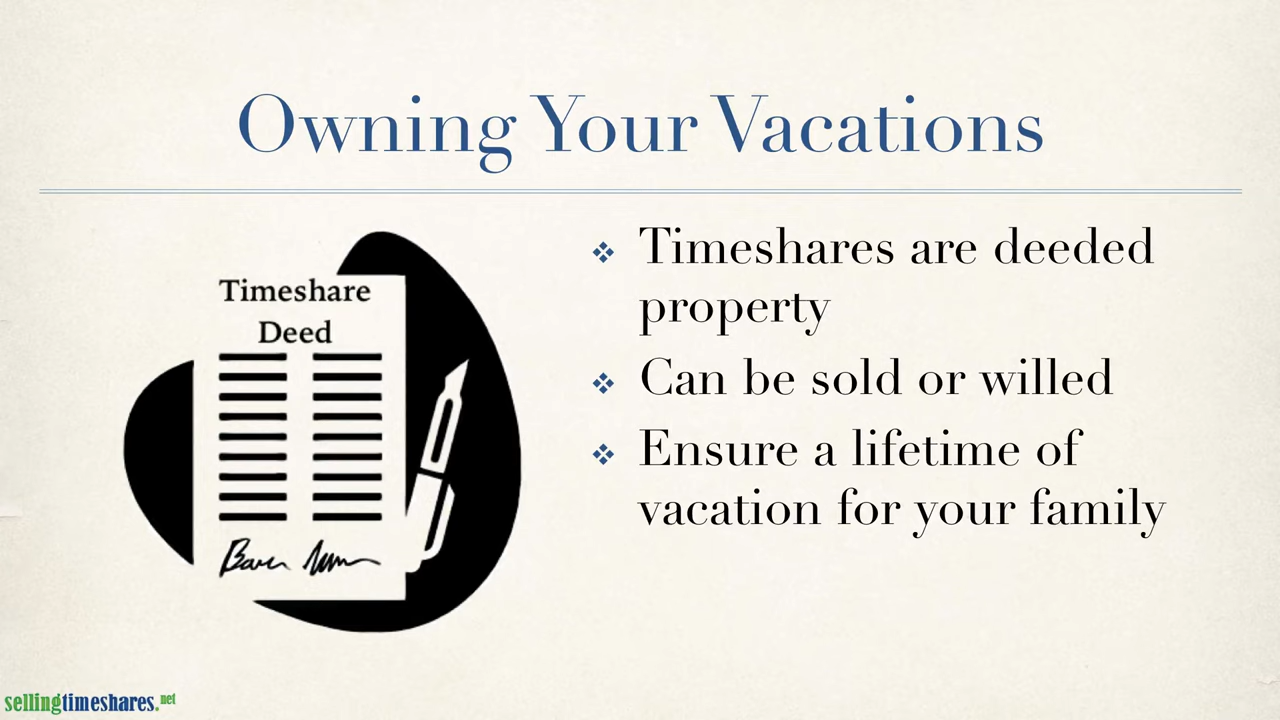 Owning Your Vacations
Timeshare
Deed
Timeshares are deeded
property
Can be sold or willed
Ensure a lifetime of
vacation for your family
sellingtimeshares.net